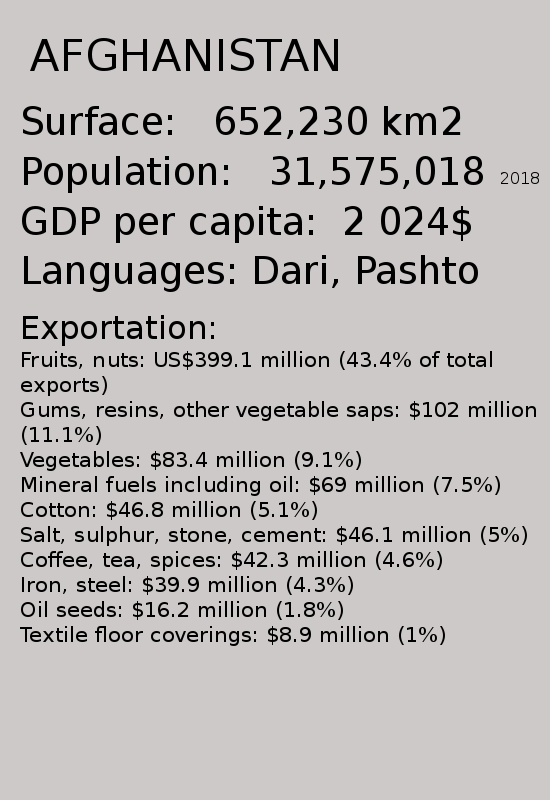 AFGHANISTAN
Surface: 652,230 km2
Population: 31,575,018 2018
GDP per capita: 2 024$
Languages: Dari, Pashto
Exportation:
Fruits, nuts: US$399.1 million (43.4% of total
exports)
Gums, resins, other vegetable saps: $102 million
(11.1%)
Vegetables: $83.4 million (9.1%)
Mineral fuels including oil: $69 million (7.5%)
Cotton: $46.8 million (5.1%)
Salt, sulphur, stone, cement: $46.1 million (5%)
Coffee, tea, spices: $42.3 million (4.6%)
Iron, steel: $39.9 million (4.3%)
Oil seeds: $16.2 million (1.8%)
Textile floor coverings: $8.9 million (1%)